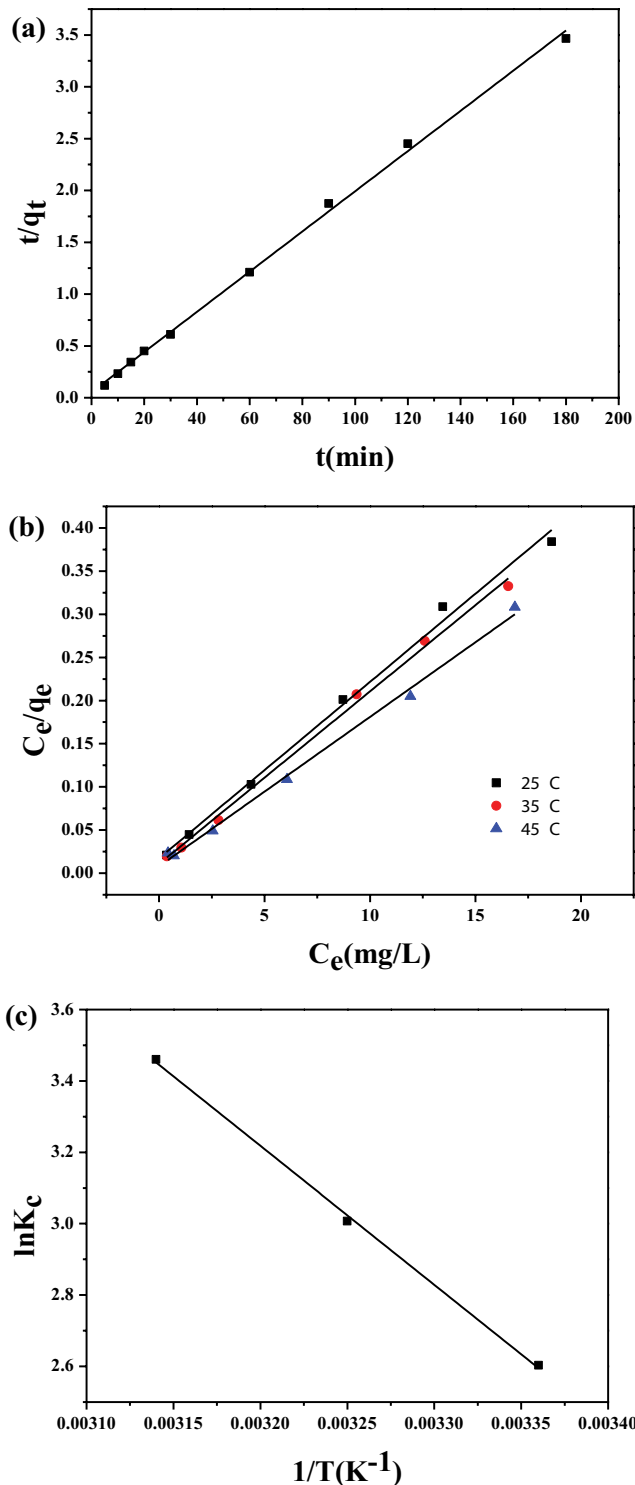 (a)
3.5
3.0
2.5
2.0
1.5
1.0
0.5
0.0
t/qt
0 20 40 60 80 100 120 140 160 180 200
t(min)
(b)
0.40
0.35
0.30
0.25
0.20
0.15
0.10
0.05
0.00
Ce/qe
25 C
35 C
45 C
0 5 10 15 20
Ce(mg/L)
(c)
3.6
3.4
3.2
3.0
2.8
2.6
lnKc
0.00310 0.00315 0.00320 0.00325 0.00330 0.00335 0.00340
1/T(K-1)